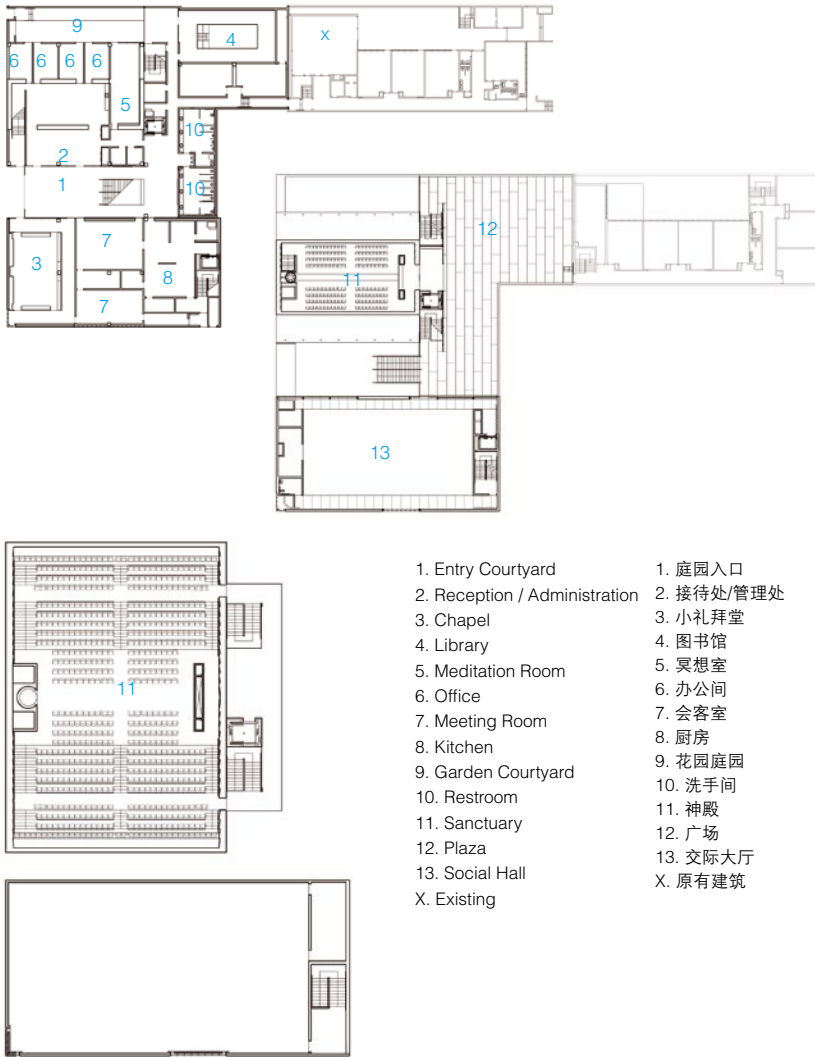 9
4
x
6 6 6 6
5
10
2
1
10
7
3
8
7
12
11
13
11
1. Entry Courtyard
2. Reception / Administration
3. Chapel
4. Library
5. Meditation Room
6. Office
7. Meeting Room
8. Kitchen
9. Garden Courtyard
10. Restroom
11. Sanctuary
12. Plaza
13. Social Hall
X. Existing
1. 庭园入口
2. 接待处/管理处
3. 小礼拜堂
4. 图书馆
5. 冥想室
6. 办公间
7. 会客室
8. 厨房
9. 花园庭园
10. 洗手间
11. 神殿
12. 广场
13. 交际大厅
X. 原有建筑